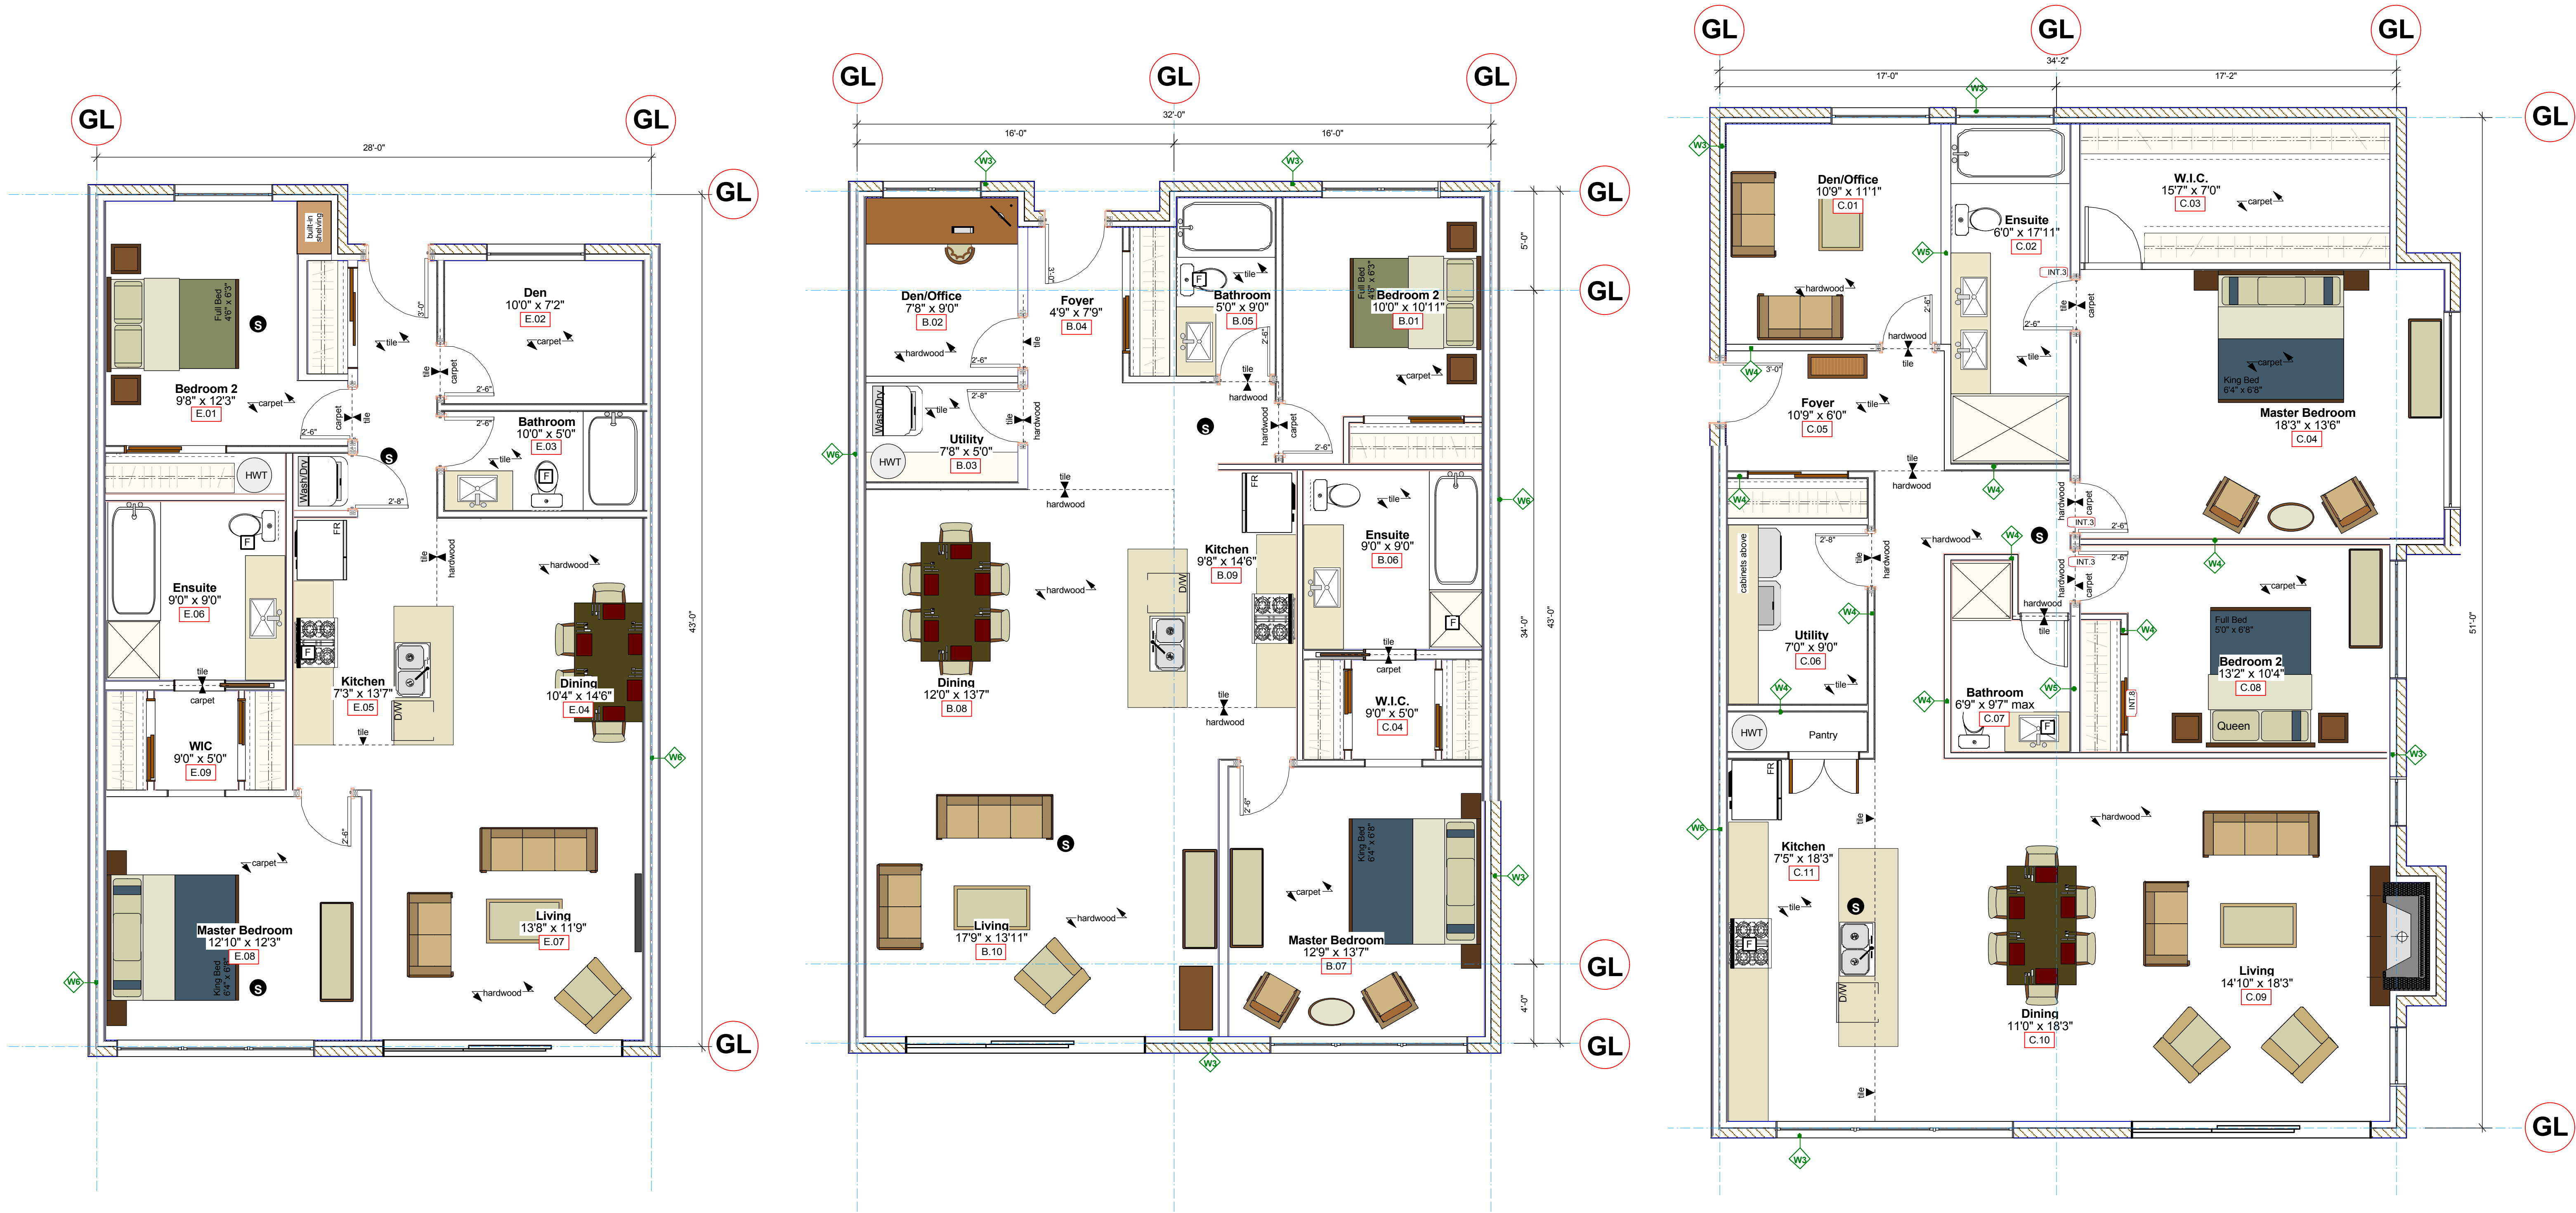 GL
GL
28'-0"
GL
built-in
shelving
Full Bed
4'6" x 6'3"
S
3'-0"
Den
10'0" x 7'2"
E.02
tile
carpet
Bedroom 2
9'8" x 12'3"
E.01
carpet
tile
carpet
2'-6"
carpet
tile
2'-6"
2'-6"
Bathroom
10'0" x 5'0"
E.03
tile
F
S
HWT
Wash/Dry
2'-8"
43'-0"
FR
F
tile
hardwood
hardwood
Ensuite
9'0" x 9'0"
E.06
F
tile
carpet
Kitchen
7'3" x 13'7"
E.05
D/W
tile
Dining
10'4" x 14'6"
E.04
WIC
9'0" x 5'0"
E.09
W6
2'-6"
carpet
Master Bedroom
12'10" x 12'3"
E.08
King Bed
6'4" x 6'8"
S
W6
Living
13'8" x 11'9"
E.07
hardwood
GL
GL
GL
GL
32'-0"
16'-0"
16'-0"
W3
W3
GL
5'-0"
GL
3'-0"
Den/Office
7'8" x 9'0"
B.02
hardwood
Foyer
4'9" x 7'9"
B.04
tile
2'-6"
F
tile
Bathroom
5'0" x 9'0"
B.05
2'-6"
Full Bed
4'6" x 6'3"
Bedroom 2
10'0" x 10'11"
B.01
carpet
tile
hardwood
Wash/Dry
tile
2'-8"
tile
hardwood
Utility
7'8" x 5'0"
B.03
HWT
W6
S
hardwood
carpet
2'-6"
tile
hardwood
FR
tile
W6
Kitchen
9'8" x 14'6"
B.09
D/W
Ensuite
9'0" x 9'0"
B.06
F
hardwood
34'-0"
43'-0"
Dining
12'0" x 13'7"
B.08
tile
carpet
tile
hardwood
W.I.C.
9'0" x 5'0"
C.04
2'-6"
S
King Bed
6'4" x 6'8"
carpet
W3
Living
17'9" x 13'11"
B.10
hardwood
Master Bedroom
12'9" x 13'7"
B.07
GL
4'-0"
GL
W3
GL
GL
GL
34'-2"
17'-0"
17'-2"
W3
GL
W3
Den/Office
10'9" x 11'1"
C.01
hardwood
Ensuite
6'0" x 17'11"
C.02
W5
W.I.C.
15'7" x 7'0"
C.03
carpet
INT.3
carpet
tile
2'-6"
2'-6"
hardwood
tile
tile
W4
3'-0"
Foyer
10'9" x 6'0"
C.05
tile
carpet
King Bed
6'4" x 6'8"
Master Bedroom
18'3" x 13'6"
C.04
W4
tile
hardwood
W4
hardwood
carpet
INT.3
2'-6"
hardwood
W4
S
INT.3
2'-6"
hardwood
carpet
W4
cabinets above
2'-8"
tile
hardwood
W4
Utility
7'0" x 9'0"
C.06
tile
W4
hardwood
tile
W4
carpet
Full Bed
5'0" x 6'8"
Bedroom 2
13'2" x 10'4"
C.08
Queen
INT.8
W5
W4
Bathroom
6'9" x 9'7" max
C.07
F
51'-0"
HWT
Pantry
W3
FR
W6
tile
hardwood
Kitchen
7'5" x 18'3"
C.11
tile
S
F
D/W
Living
14'10" x 18'3"
C.09
Dining
11'0" x 18'3"
C.10
tile
GL
W3